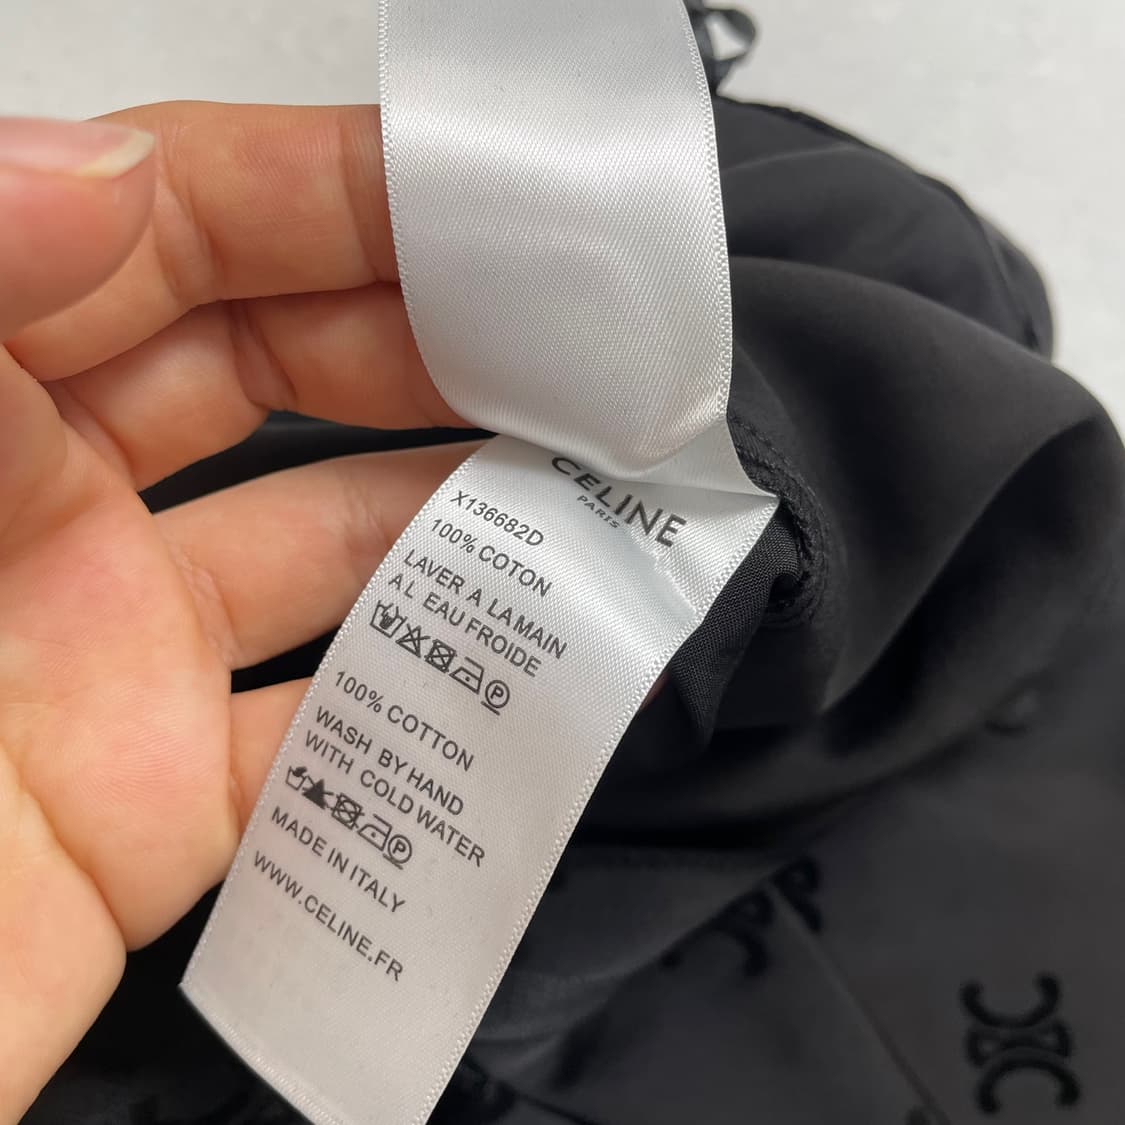 CELINE
PARIS
X136682D
100% COTON
LAVER A LA MAIN
A L EAU FROIDE
P
100% COTTON
WASH BY HAND
WITH COLD WATER
P
MADE IN ITALY
WWW.CELINE.FR